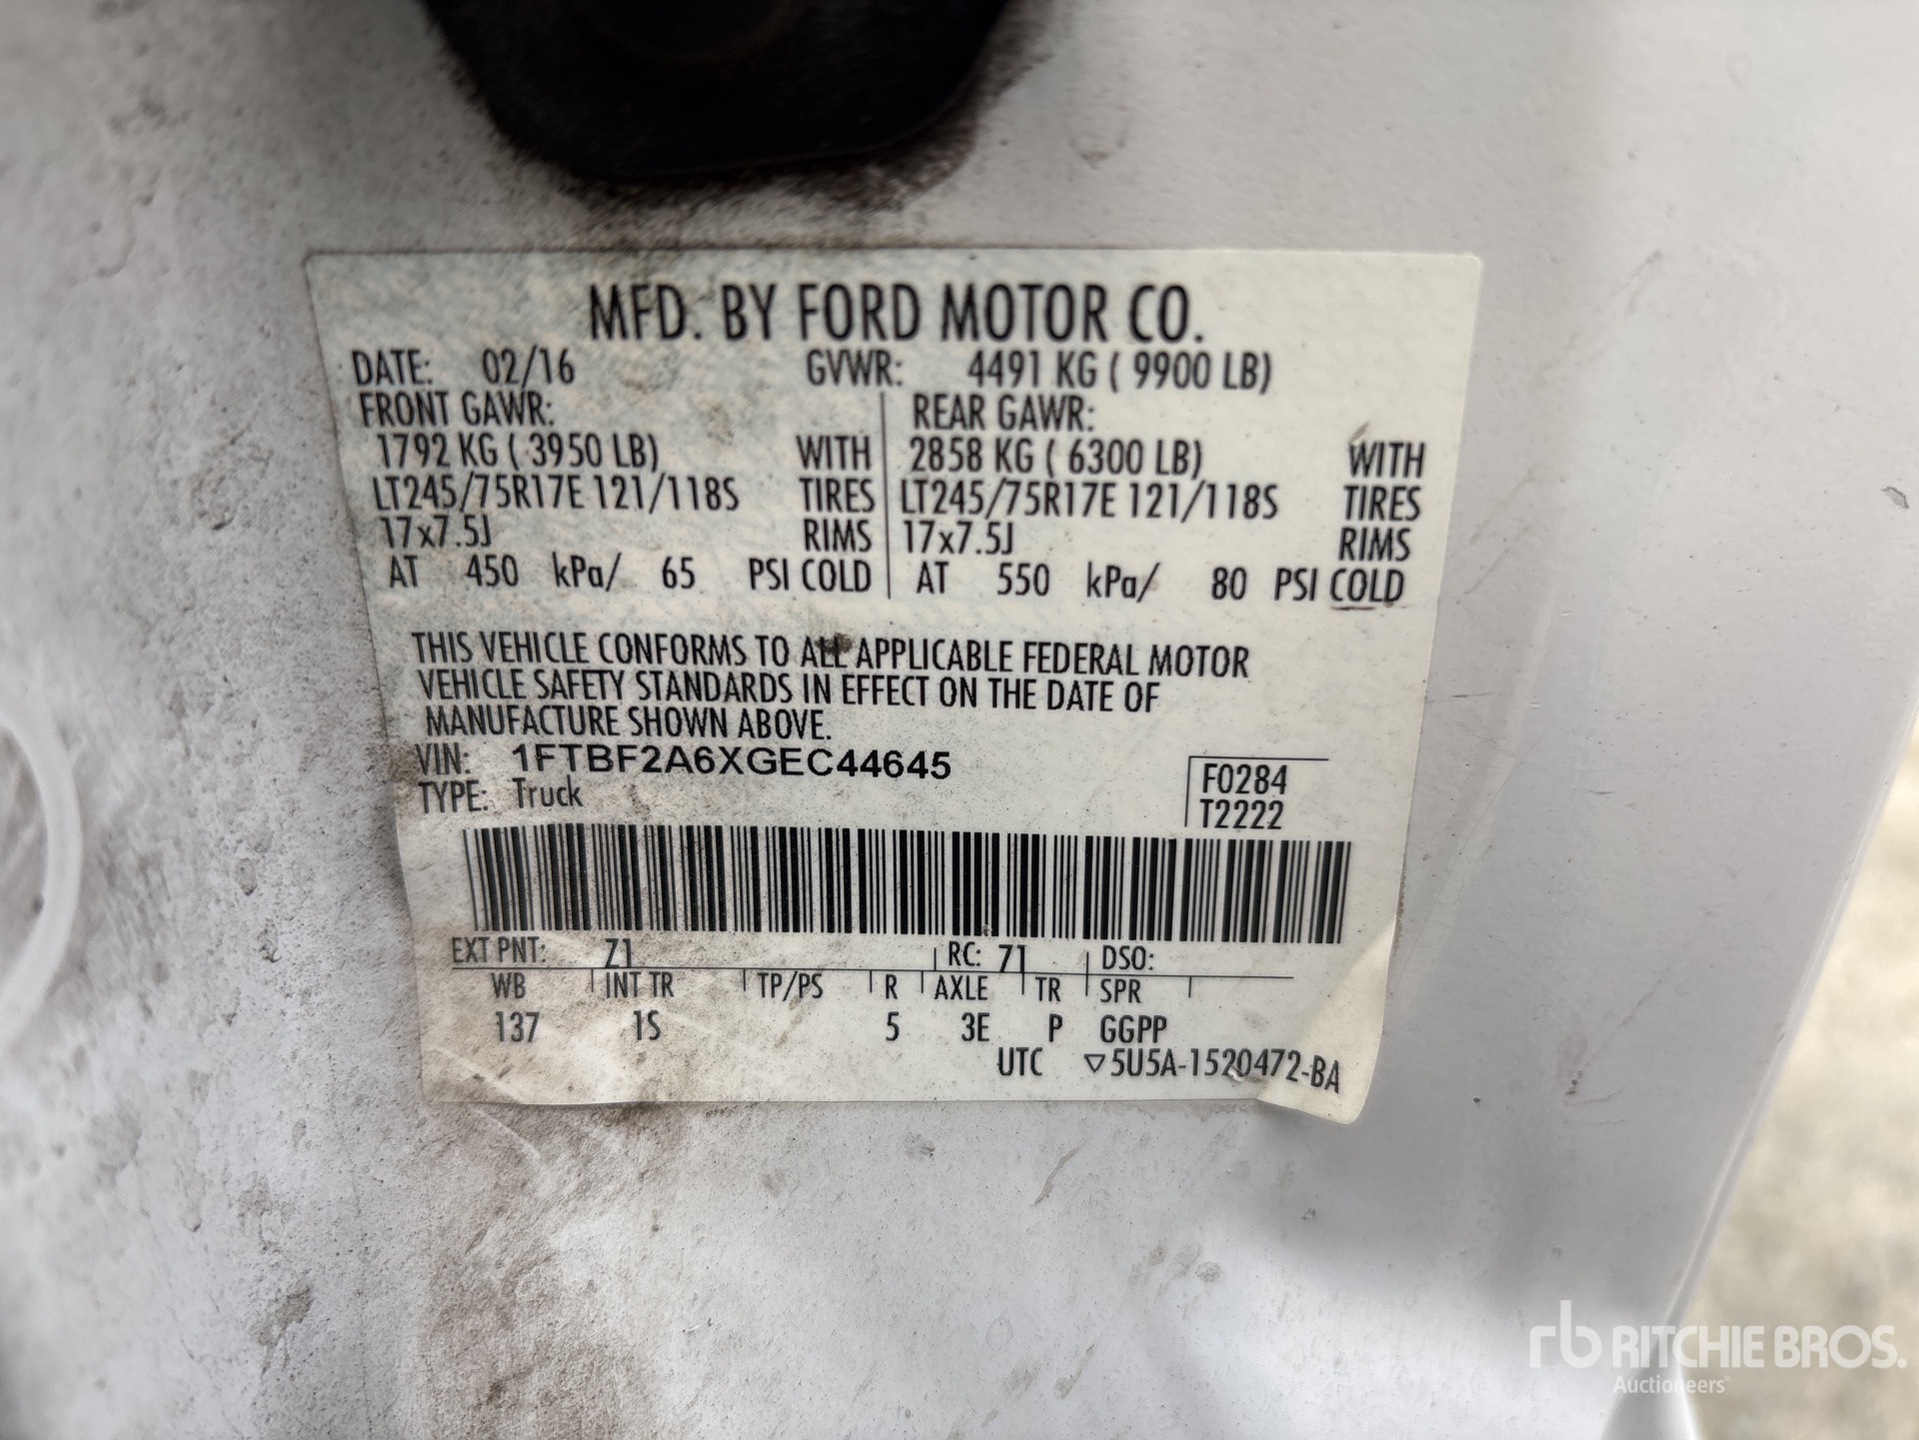 MFD. BY FORD MOTOR CO.
DATE: 02/16 GVWR: 4491 KG ( 9900 LB)
FRONT GAWR: REAR GAWR:
1792 KG ( 3950 LB) WITH 2858 KG ( 6300 LB) WITH
LT245/75R17E 121/118S TIRES LT245/75R17E 121/118S TIRES
17x7.5J RIMS 17x7.5J RIMS
AT 450 kPa/ 65 PSI COLD AT 550 kPa/ 80 PSI COLD
THIS VEHICLE CONFORMS TO ALL APPLICABLE FEDERAL MOTOR
VEHICLE SAFETY STANDARDS IN EFFECT ON THE DATE OF
MANUFACTURE SHOWN ABOVE.
VIN: 1FTBF2A6XGEC44645
TYPE: Truck
F0284
T2222
EXT PNT: Z1 RC: 71 DSO:
WB INT TR TP/PS R AXLE TR SPR
137 1S 5 3E P GGPP
UTC ▽5U5A-1520472-BA
rb RITCHIE BROS.
Auctioneers